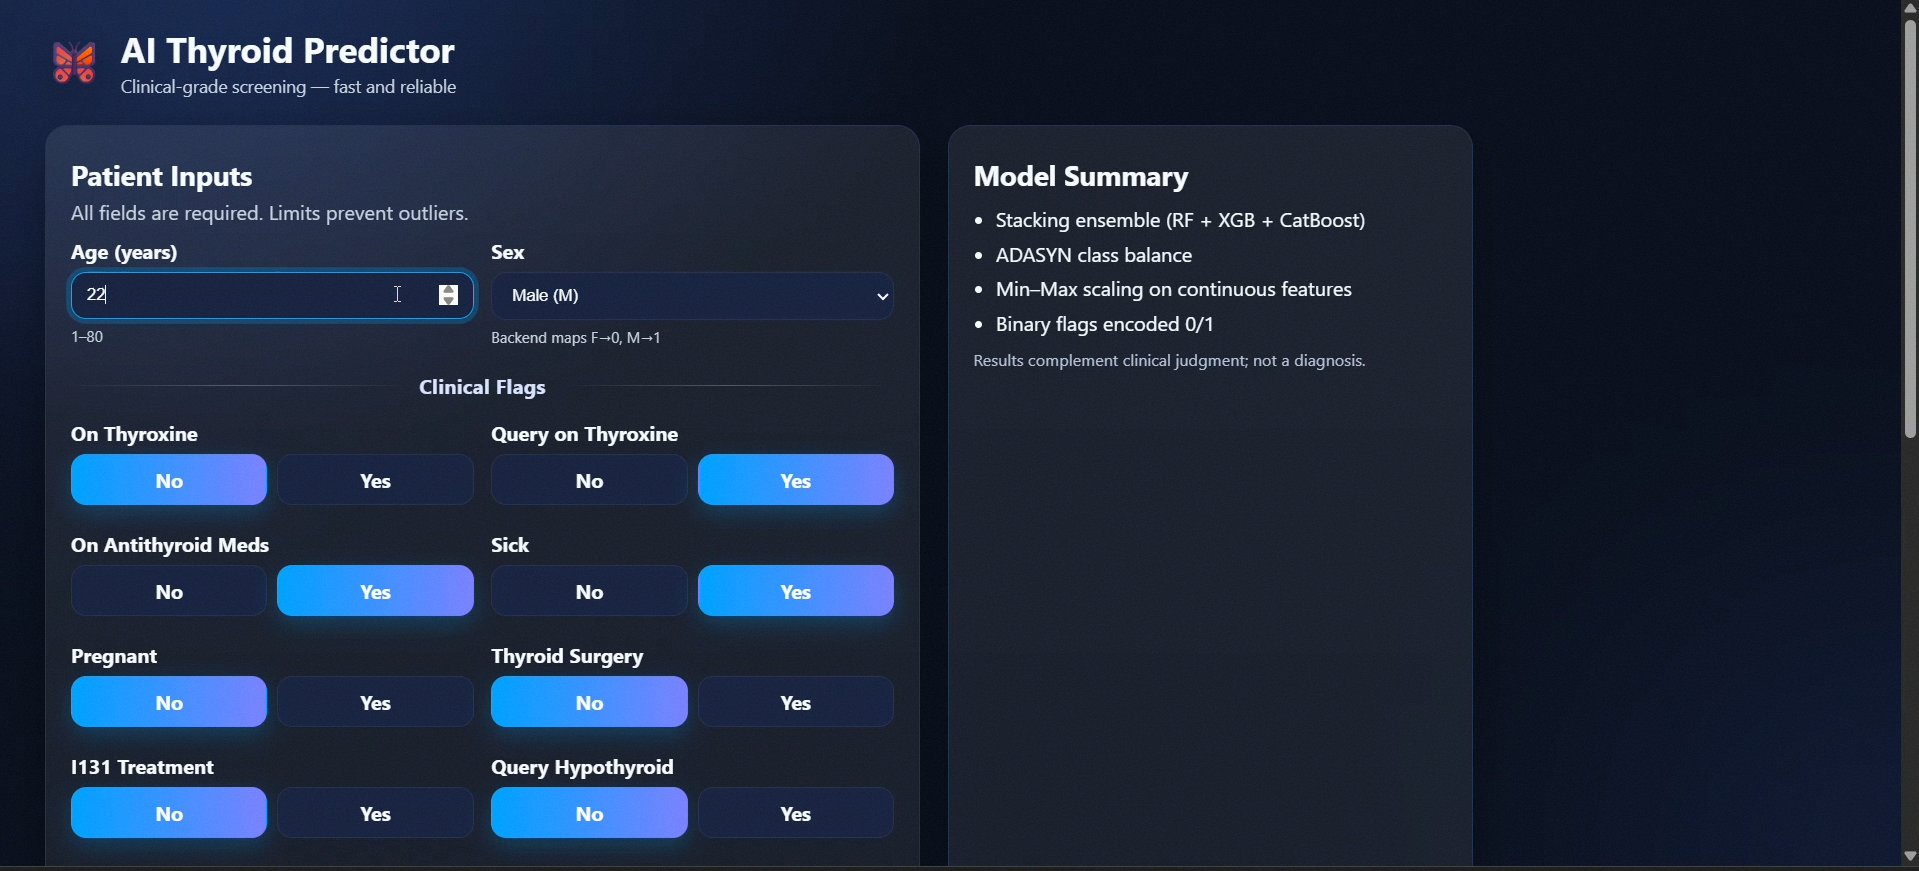 AI Thyroid Predictor
Clinical-grade screening — fast and reliable
Patient Inputs
All fields are required. Limits prevent outliers.
Age (years)
Sex
22
Male (M)
1–80
Backend maps F→0, M→1
Clinical Flags
On Thyroxine
Query on Thyroxine
No Yes
No Yes
On Antithyroid Meds
Sick
No Yes
No Yes
Pregnant
Thyroid Surgery
No Yes
No Yes
I131 Treatment
Query Hypothyroid
No Yes
No Yes
Model Summary
• Stacking ensemble (RF + XGB + CatBoost)
• ADASYN class balance
• Min–Max scaling on continuous features
• Binary flags encoded 0/1
Results complement clinical judgment; not a diagnosis.